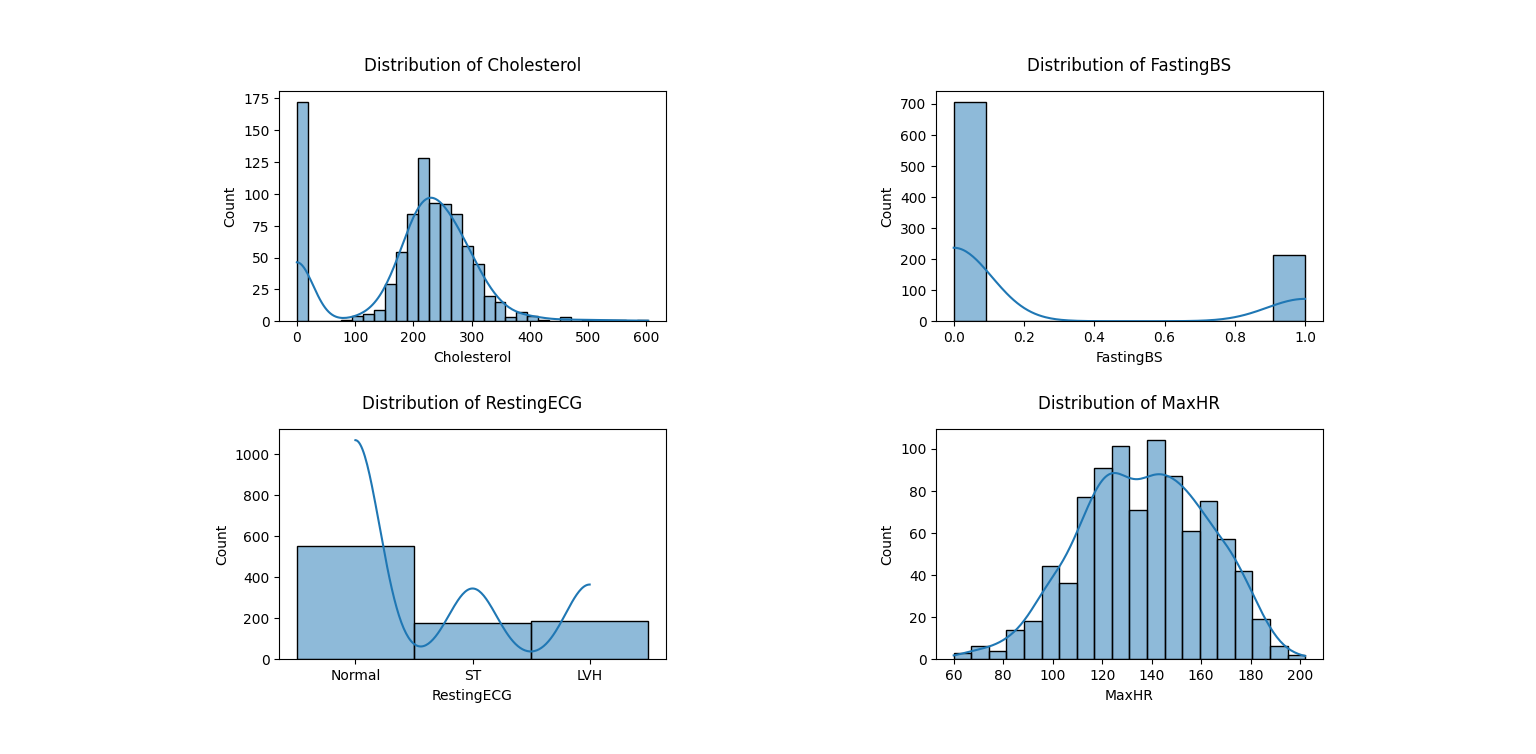 Distribution of Cholesterol
175
150
125
100
75
50
25
0
Count
0 100 200 300 400 500 600
Cholesterol
Distribution of FastingBS
700
600
500
400
300
200
100
0
Count
0.0 0.2 0.4 0.6 0.8 1.0
FastingBS
Distribution of RestingECG
1000
800
600
400
200
0
Count
Normal ST LVH
RestingECG
Distribution of MaxHR
100
80
60
40
20
0
Count
60 80 100 120 140 160 180 200
MaxHR